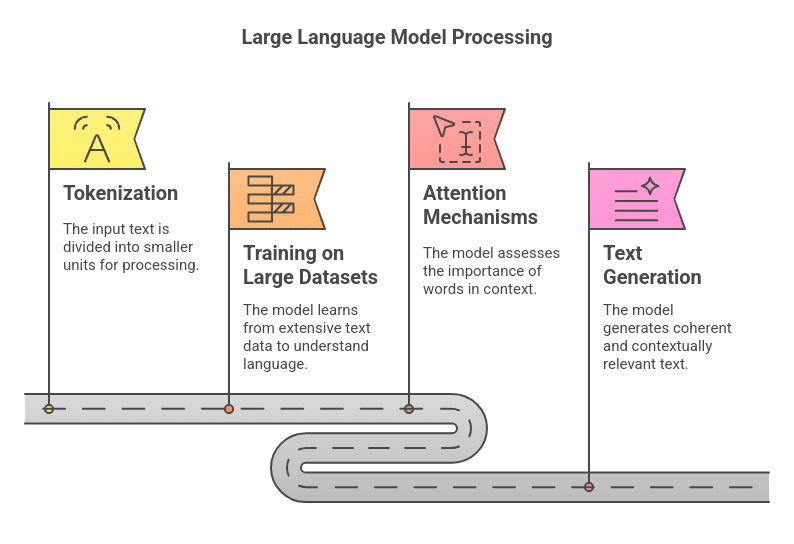 Large Language Model Processing
Tokenization
The input text is
divided into smaller
units for processing.
Training on
Large Datasets
The model learns
from extensive text
data to understand
language.
Attention
Mechanisms
The model assesses
the importance of
words in context.
Text
Generation
The model
generates coherent
and contextually
relevant text.